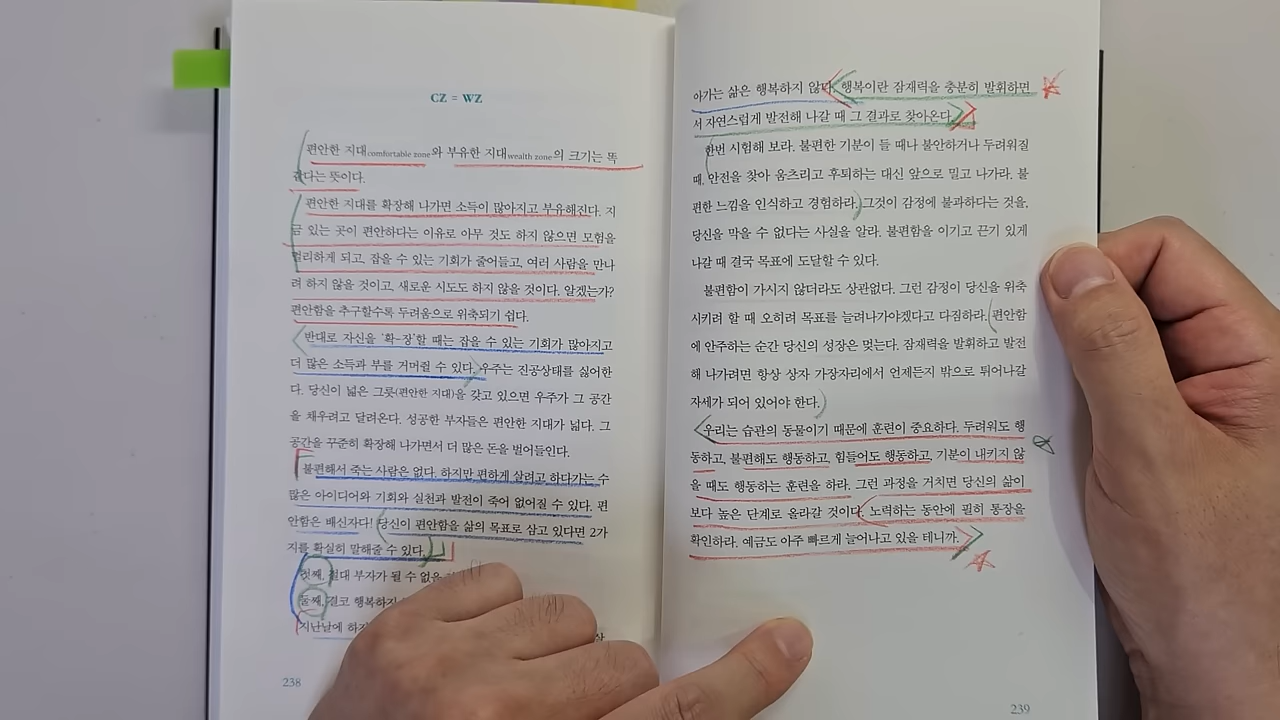 CZ = WZ
편안한 지대comfortable zone와 부유한 지대wealth zone의 크기는 똑
같다는 뜻이다.
편안한 지대를 확장해 나가면 소득이 많아지고 부유해진다. 지
금 있는 곳이 편안하다는 이유로 아무 것도 하지 않으면 모험을
멀리하게 되고, 잡을 수 있는 기회가 줄어들고, 여러 사람을 만나
려 하지 않을 것이고, 새로운 시도도 하지 않을 것이다. 알겠는가?
편안함을 추구할수록 두려움으로 위축되기 쉽다.
반대로 자신을 '확-장'할 때는 잡을 수 있는 기회가 많아지고
더 많은 소득과 부를 거머쥘 수 있다. 우주는 진공상태를 싫어한
다. 당신이 넓은 그릇(편안한 지대)을 갖고 있으면 우주가 그 공간
을 채우려고 달려온다. 성공한 부자들은 편안한 지대가 넓다. 그
공간을 꾸준히 확장해 나가면서 더 많은 돈을 벌어들인다.
불편해서 죽는 사람은 없다. 하지만 편하게 살려고 하다가는 수
많은 아이디어와 기회와 실천과 발전이 죽어 없어질 수 있다. 편
안함은 배신자다! 당신이 편안함을 삶의 목표로 삼고 있다면 2가
지를 확실히 말해줄 수 있다.
첫째, 절대 부자가 될 수 없은
둘째, 결코 행복하지
지난날에 하지
238
아가는 삶은 행복하지 않다. 행복이란 잠재력을 충분히 발휘하면
서 자연스럽게 발전해 나갈 때 그 결과로 찾아온다.
한번 시험해 보라. 불편한 기분이 들 때나 불안하거나 두려워질
때, 안전을 찾아 움츠리고 후퇴하는 대신 앞으로 밀고 나가라. 불
편한 느낌을 인식하고 경험하라. 그것이 감정에 불과하다는 것을,
당신을 막을 수 없다는 사실을 알라. 불편함을 이기고 끈기 있게
나갈 때 결국 목표에 도달할 수 있다.
불편함이 가시지 않더라도 상관없다. 그런 감정이 당신을 위축
시키려 할 때 오히려 목표를 늘려나가야겠다고 다짐하라. 편안함
에 안주하는 순간 당신의 성장은 멎는다. 잠재력을 발휘하고 발전
해 나가려면 항상 상자 가장자리에서 언제든지 밖으로 뛰어나갈
자세가 되어 있어야 한다.
우리는 습관의 동물이기 때문에 훈련이 중요하다. 두려워도 행
동하고, 불편해도 행동하고, 힘들어도 행동하고, 기분이 내키지 않
을 때도 행동하는 훈련을 하라. 그런 과정을 거치면 당신의 삶이
보다 높은 단계로 올라갈 것이다. 노력하는 동안에 필히 통장을
확인하라. 예금도 아주 빠르게 늘어나고 있을 테니까.
239